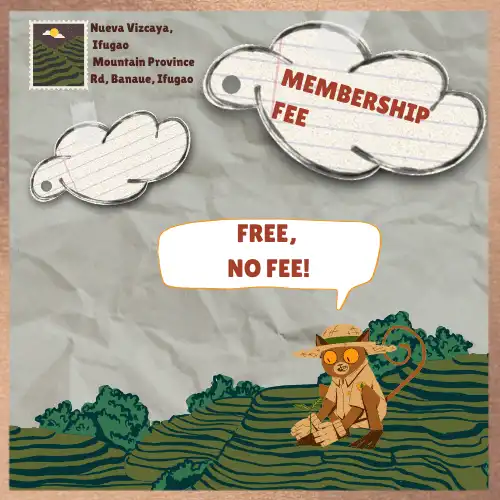 Nueva Vizcaya,
Ifugao
Mountain Province
Rd, Banaue, Ifugao
MEMBERSHIP
FEE
FREE,
NO FEE!